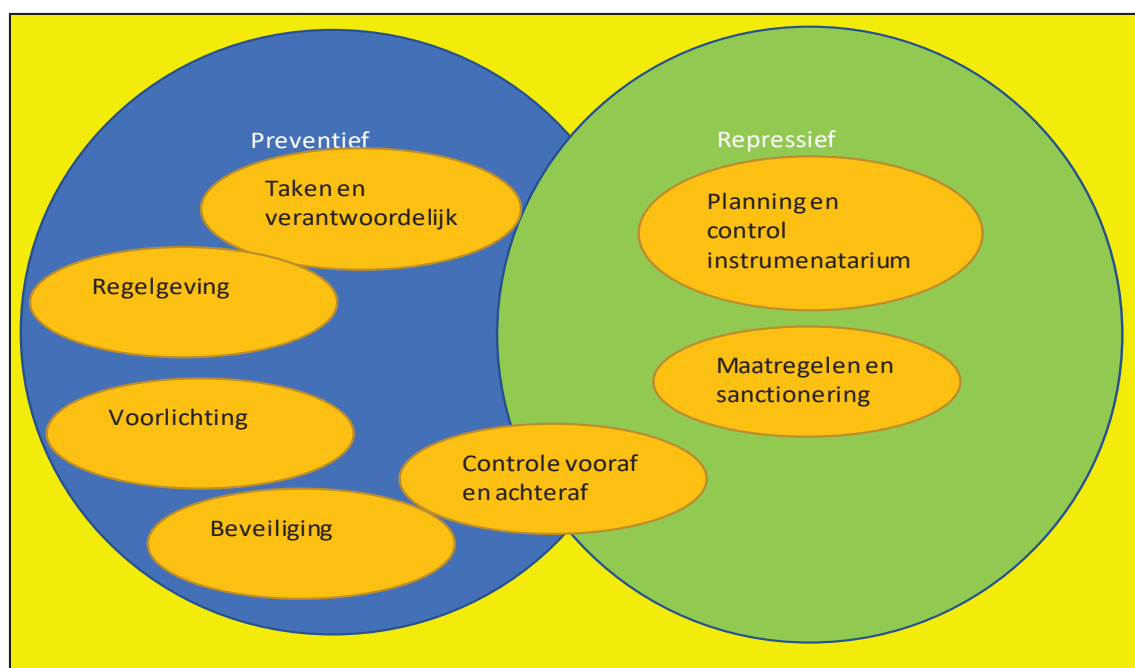 Preventief
Taken en
verantwoordelijk
Regelgeving
Voorlichting
Beveiliging
Controle vooraf
en achteraf
Repressief
Planning en
control
instrumenatarium
Maatregelen en
sanctionering